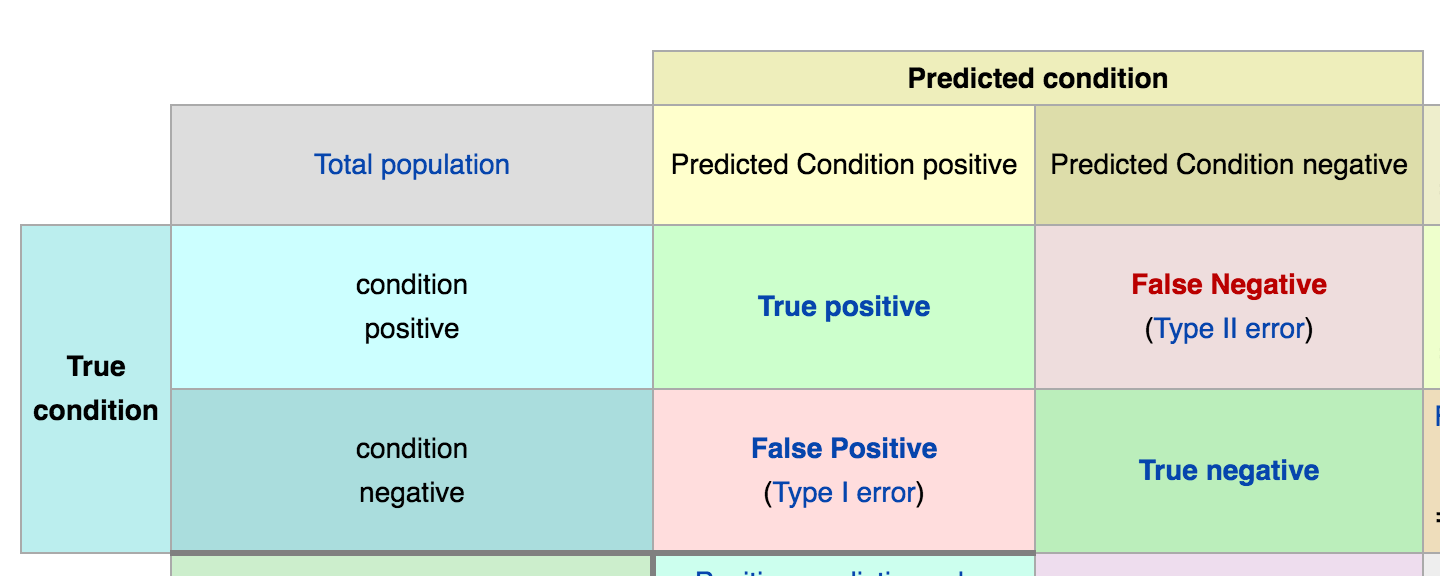 Predicted condition
Total population
Predicted Condition positive
Predicted Condition negative
True
condition
condition
positive
True positive
False Negative
(Type II error)
condition
negative
False Positive
(Type I error)
True negative